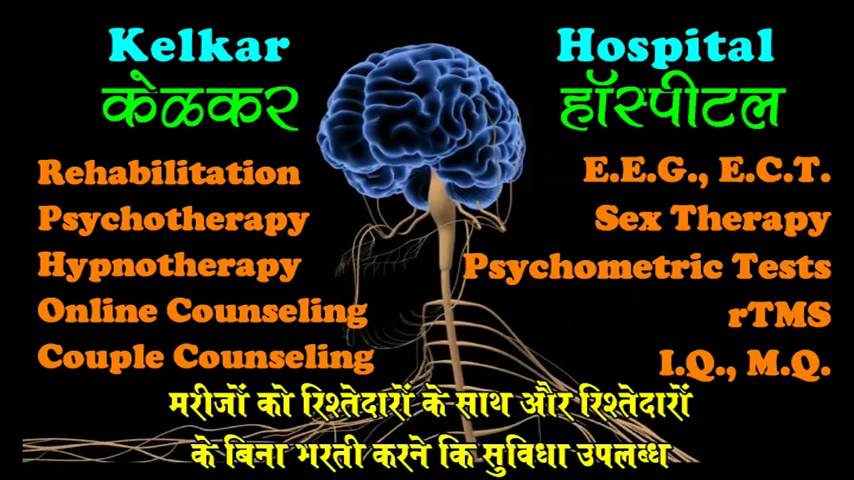 Kelkar Hospital
केळकर हॉस्पीटल
Rehabilitation
Psychotherapy
Hypnotherapy
Online Counseling
Couple Counseling
E.E.G., E.C.T.
Sex Therapy
Psychometric Tests
rTMS
I.Q., M.Q.
मरीजों को रिश्तेदारों के साथ और रिश्तेदारों
के बिना भरती करने कि सुविधा उपलब्ध